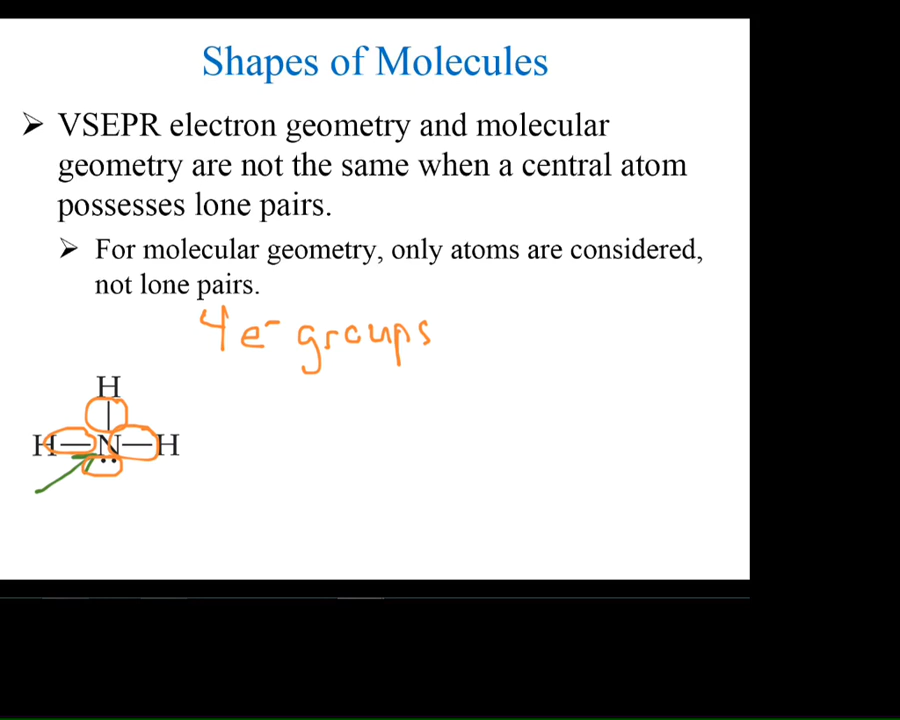 Shapes of Molecules
➢ VSEPR electron geometry and molecular
geometry are not the same when a central atom
possesses lone pairs.
➢ For molecular geometry, only atoms are considered,
not lone pairs.
4 e⁻ groups
H
H—N—H